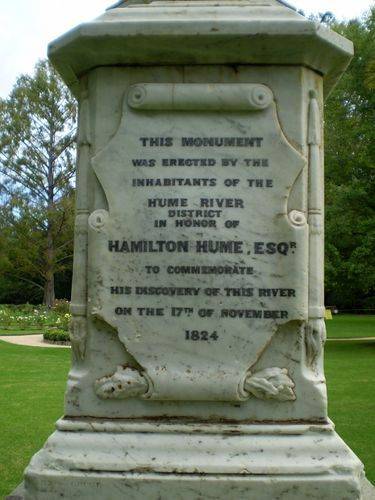 THIS MONUMENT
WAS ERECTED BY THE
INHABITANTS OF THE
HUME RIVER
DISTRICT
IN HONOR OF
HAMILTON HUME, ESQR
TO COMMEMORATE
HIS DISCOVERY OF THIS RIVER
ON THE 17TH OF NOVEMBER
1824